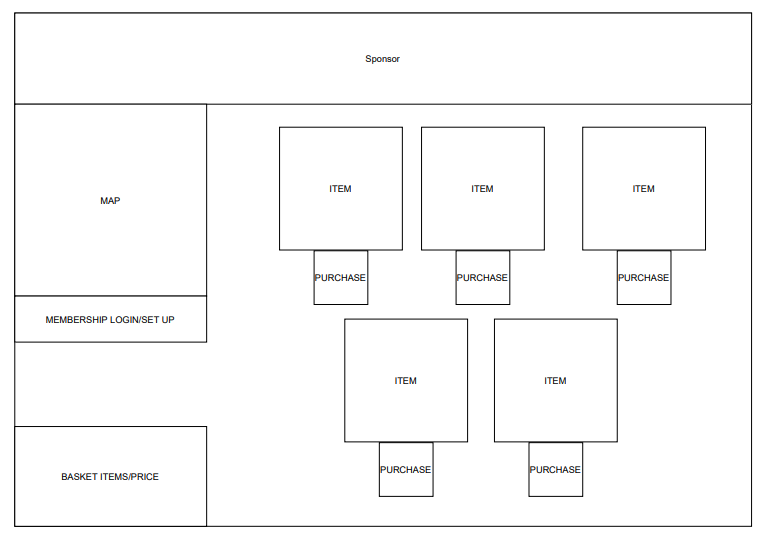 Sponsor
MAP
ITEM
ITEM
ITEM
PURCHASE
PURCHASE
PURCHASE
MEMBERSHIP LOGIN/SET UP
ITEM
ITEM
PURCHASE
PURCHASE
BASKET ITEMS/PRICE